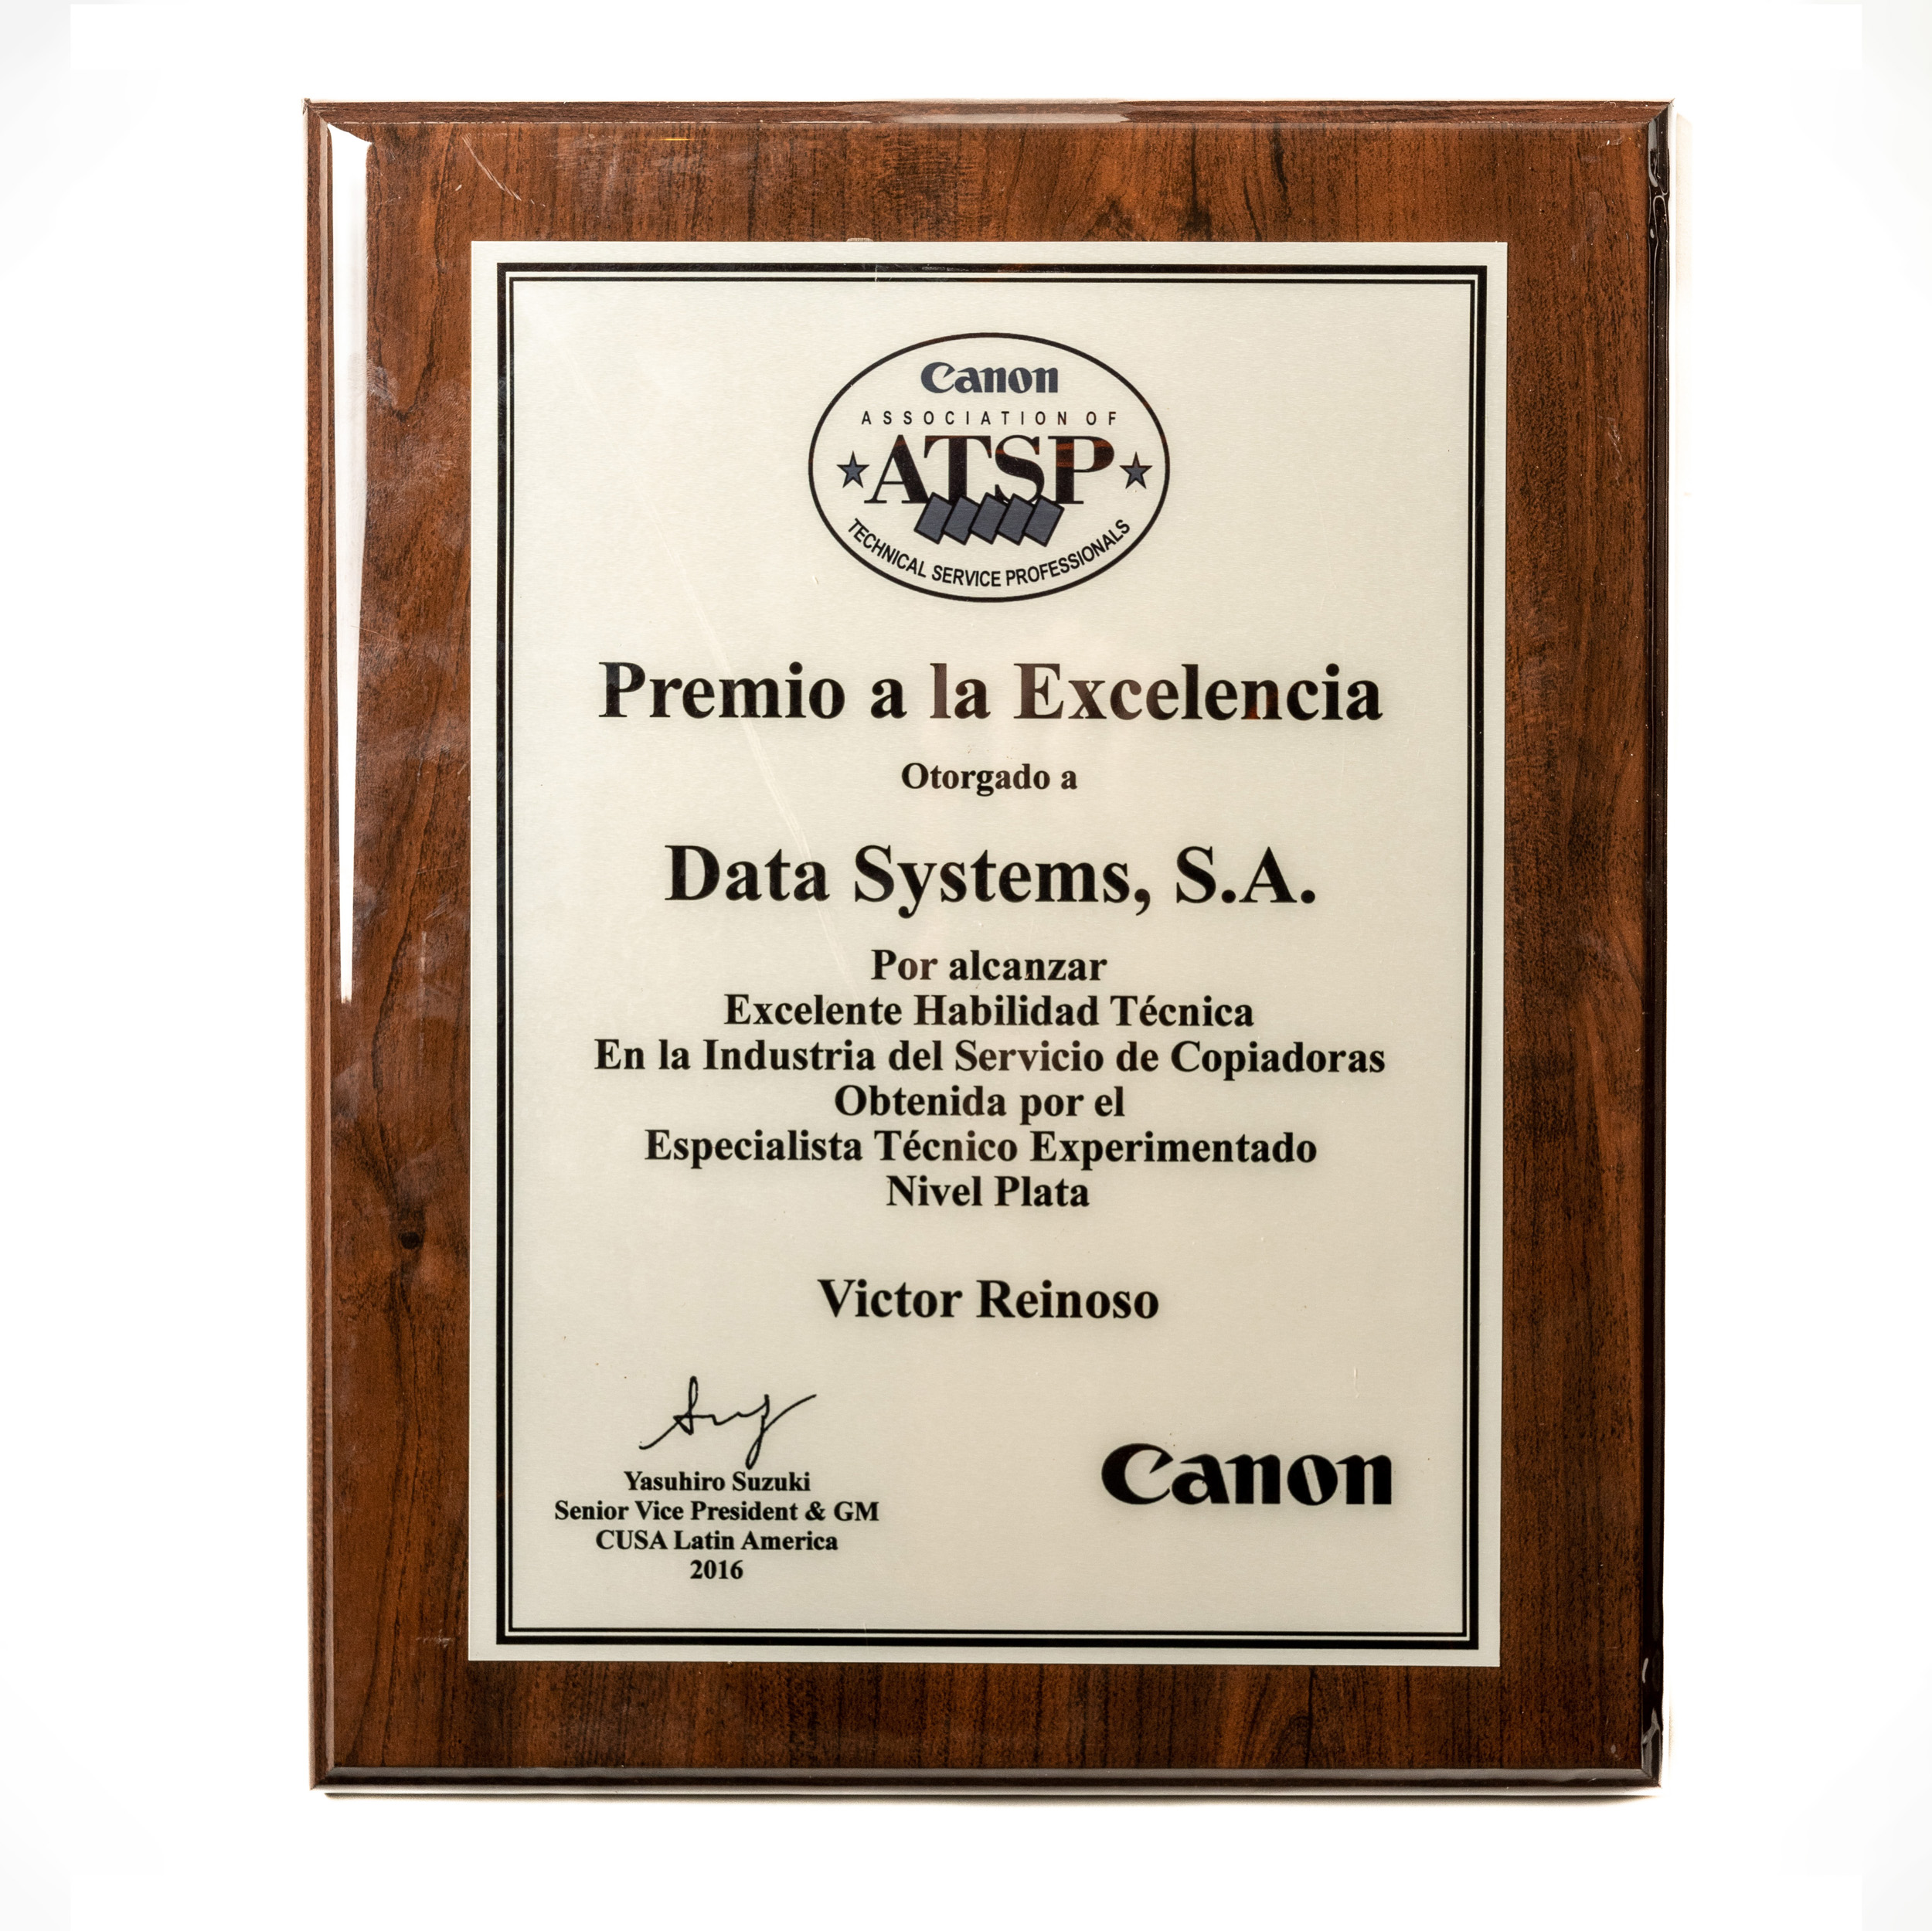 Canon
ASSOCIATION OF
ATSP
TECHNICAL SERVICE PROFESSIONALS
Premio a la Excelencia
Otorgado a
Data Systems, S.A.
Por alcanzar
Excelente Habilidad Técnica
En la Industria del Servicio de Copiadoras
Obtenida por el
Especialista Técnico Experimentado
Nivel Plata
Victor Reinoso
Yasuhiro Suzuki
Senior Vice President & GM
CUSA Latin America
2016
Canon